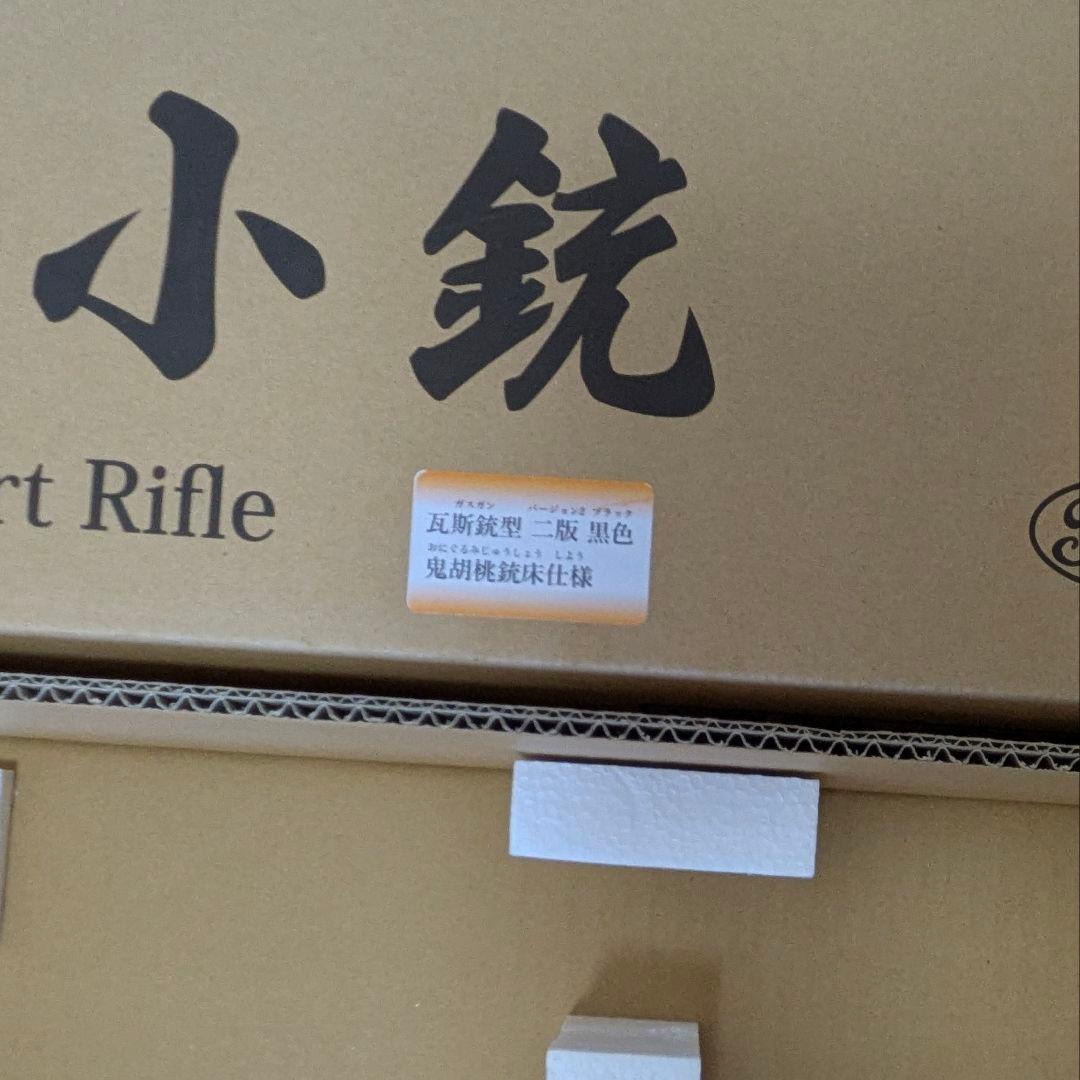 小銃
rt Rifle
ガスガン バージョン2 ブラック
瓦斯銃型 二版 黒色
おにぐるみじゅうしょう しよう
鬼胡桃銃床仕様